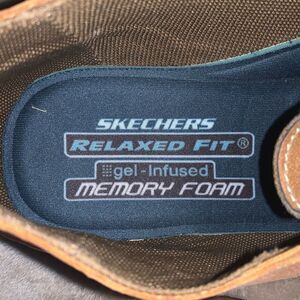 SKECHERS
RELAXED FIT®
gel-Infused
MEMORY FOAM